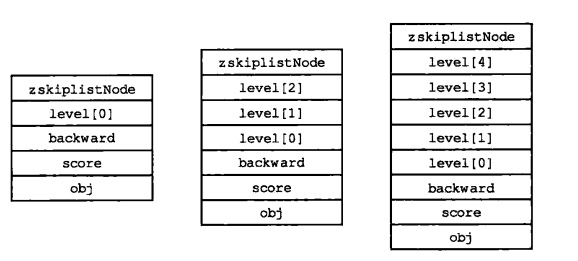 zskiplistNode
level[0]
backward
score
obj
zskiplistNode
level[2]
level[1]
level[0]
backward
score
obj
zskiplistNode
level[4]
level[3]
level[2]
level[1]
level[0]
backward
score
obj